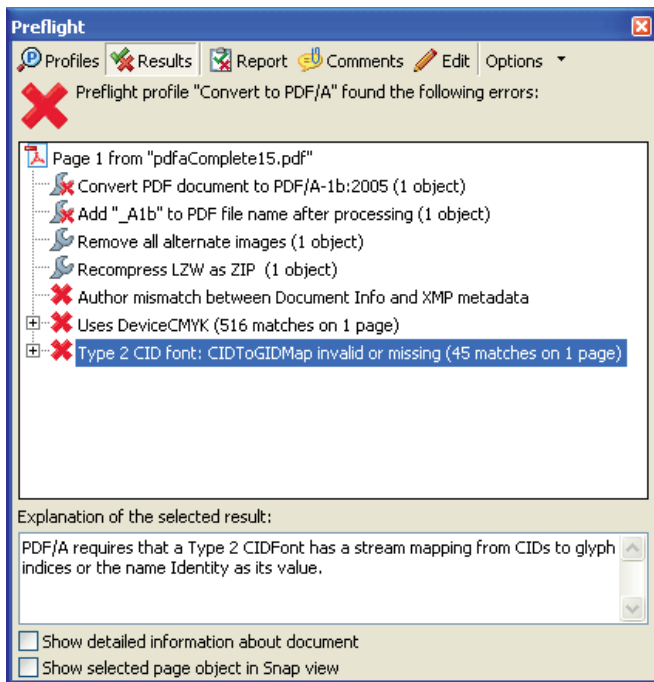 Preflight
Profiles Results Report Comments Edit Options
Preflight profile "Convert to PDF/A" found the following errors:
Page 1 from "pdfaComplete15.pdf"
Convert PDF document to PDF/A-1b:2005 (1 object)
Add "_A1b" to PDF file name after processing (1 object)
Remove all alternate images (1 object)
Recompress LZW as ZIP (1 object)
Author mismatch between Document Info and XMP metadata
Uses DeviceCMYK (516 matches on 1 page)
Type 2 CID font: CIDToGIDMap invalid or missing (45 matches on 1 page)
Explanation of the selected result:
PDF/A requires that a Type 2 CIDFont has a stream mapping from CIDs to glyph
indices or the name Identity as its value.
Show detailed information about document
Show selected page object in Snap view